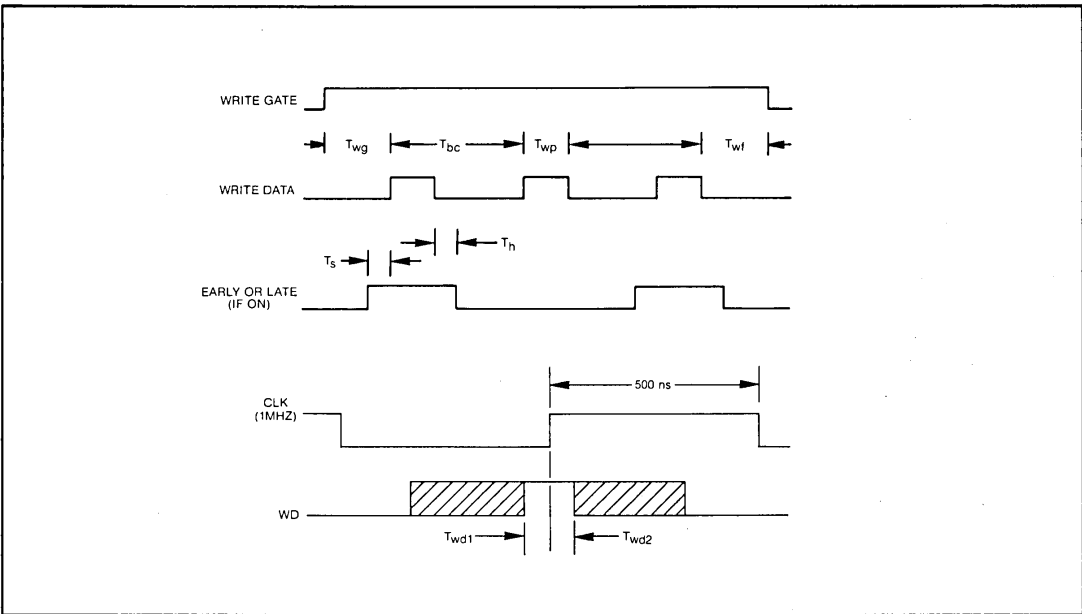 WRITE GATE
Twg
Tbc
Twp
Twf
WRITE DATA
Th
Ts
EARLY OR LATE
(IF ON)
500 ns
CLK
(1MHZ)
WD
Twd1
Twd2